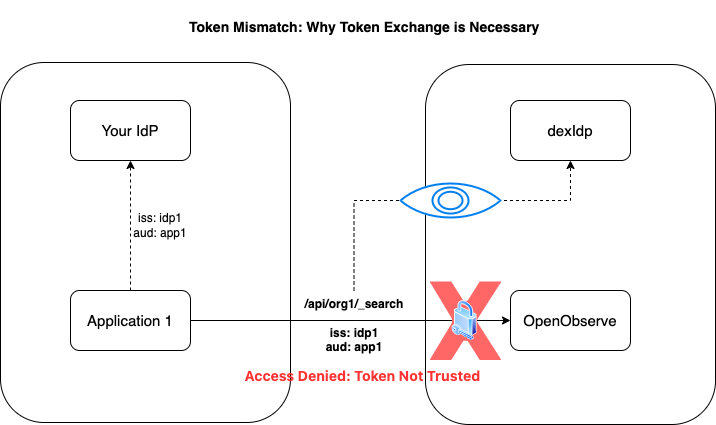 Token Mismatch: Why Token Exchange is Necessary
Your IdP
dexIdp
iss: idp1
aud: app1
Application 1
/api/org1/_search
iss: idp1
aud: app1
OpenObserve
Access Denied: Token Not Trusted